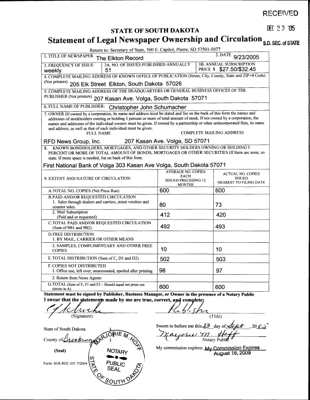 RECEIVED
DEC 23 '05
S.D. SEC. of STATE
STATE OF SOUTH DAKOTA
Statement of Legal Newspaper Ownership and Circulation
Return to: Secretary of State, 500 E. Capitol, Pierre, SD 57501-5077
1. TITLE OF NEWSPAPER The Elkton Record
2. DATE 9/23/2005
3. FREQUENCY OF ISSUE weekly
3A. NO. OF ISSUES PUBLISHED ANNUALLY 51
3B. ANNUAL SUBSCRIPTION PRICE $ $27.50/$32.45
4. COMPLETE MAILING ADDRESS OF KNOWN OFFICE OF PUBLICATION (Street, City, County, State and ZIP+4 Code)
(Not printers) 205 Elk Street Elkton, South Dakota 57026
5. COMPLETE MAILING ADDRESS OF THE HEADQUARTERS OR GENERAL BUSINESS OFFICES OF THE
PUBLISHER (Not printers) 207 Kasan Ave. Volga, South Dakota 57071
6. FULL NAME OF PUBLISHER: Christopher John Schumacher
7. OWNER (If owned by a corporation, its name and address must be stated and list on the back of this form the names and
addresses of stockholders owning or holding 1 percent or more of total amount of stock. If not owned by a corporation, the
names and addresses of the individual owners must be given. If owned by a partnership or other unincorporated firm, its name
and address, as well as that of each individual must be given.
FULL NAME COMPLETE MAILING ADDRESS
RFD News Group, Inc. 207 Kasan Ave. Volga, SD 57071
8. KNOWN BONDHOLDERS, MORTGAGES, AND OTHER SECURITY HOLDERS OWNING OR HOLDING 1
PERCENT OR MORE OF TOTAL AMOUNT OF BONDS, MORTGAGES OR OTHER SECURITIES (If there are none, so
state. If more space is needed, list on back of this form.
First National Bank of Volga 303 Kasan Ave Volga, South Dakota 57071
9. EXTENT AND NATURE OF CIRCULATION
AVERAGE NO. COPIES EACH ISSUED PRECEDING 12 MONTHS
ACTUAL NO. COPIES ISSUED NEAREST TO FILING DATE
A. TOTAL NO. COPIES (Net Press Run) 600 600
B. PAID AND/OR REQUESTED CIRCULATION
1. Sales through dealers and carriers, street vendors and
counter sales. 80 73
2. Mail Subscription
(Paid and or requested) 412 420
C. TOTAL PAID AND/OR REQUESTED CIRCULATION
(Sum of 9B1 and 9B2) 492 493
D. FREE DISTRIBUTION
1. BY MAIL, CARRIER OR OTHER MEANS
2. SAMPLES, COMPLIMENTARY AND OTHER FREE
COPIES 10 10
E. TOTAL DISTRIBUTION (Sum of C, D1 and D2) 502 503
F. COPIES NOT DISTRIBUTED
1. Office use, left over, unaccounted, spoiled after printing 98 97
2. Return from News Agents
G. TOTAL (Sum of E, F1 and F2 - Should equal net press run
shown in A) 600 600
Statement must be signed by Publisher, Business Manager, or Owner in the presence of a Notary Public
I swear that the statements made by me are true, correct, and complete:
Publisher
(Signature) (Title)
State of South Dakota
County of Brookings
(Seal)
MARJORIE M. HOFF
NOTARY
PUBLIC
SEAL
STATE OF SOUTH DAKOTA
Sworn to before me this 23 day of Sept, 2005
Marjorie M. Hoff
Notary Public
My commission expires: My Commission Expires
August 18, 2009